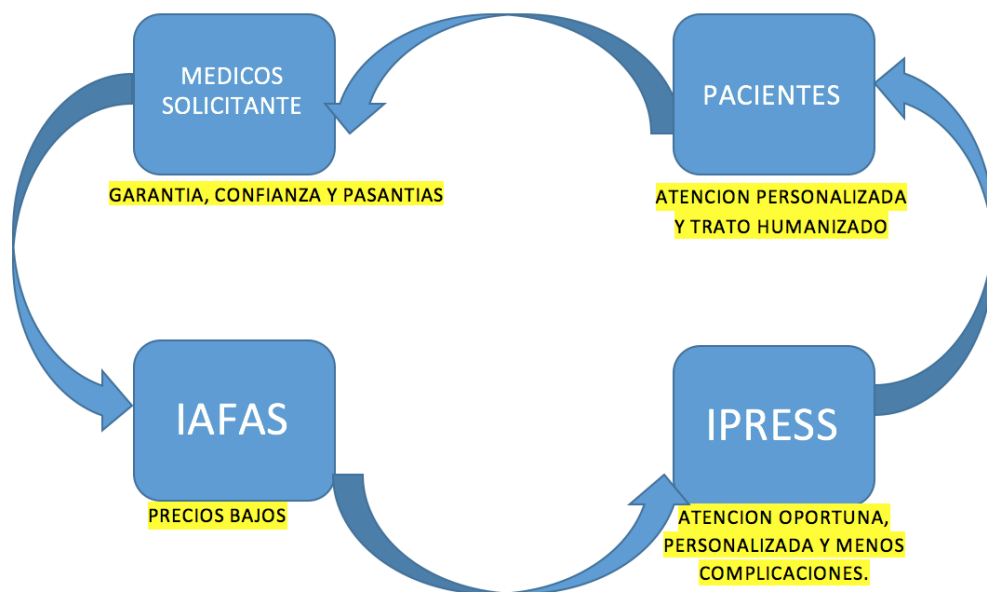 MEDICOS
SOLICITANTE
PACIENTES
GARANTIA, CONFIANZA Y PASANTIAS
ATENCION PERSONALIZADA
Y TRATO HUMANIZADO
IAFAS
IPRESS
PRECIOS BAJOS
ATENCION OPORTUNA,
PERSONALIZADA Y MENOS
COMPLICACIONES.